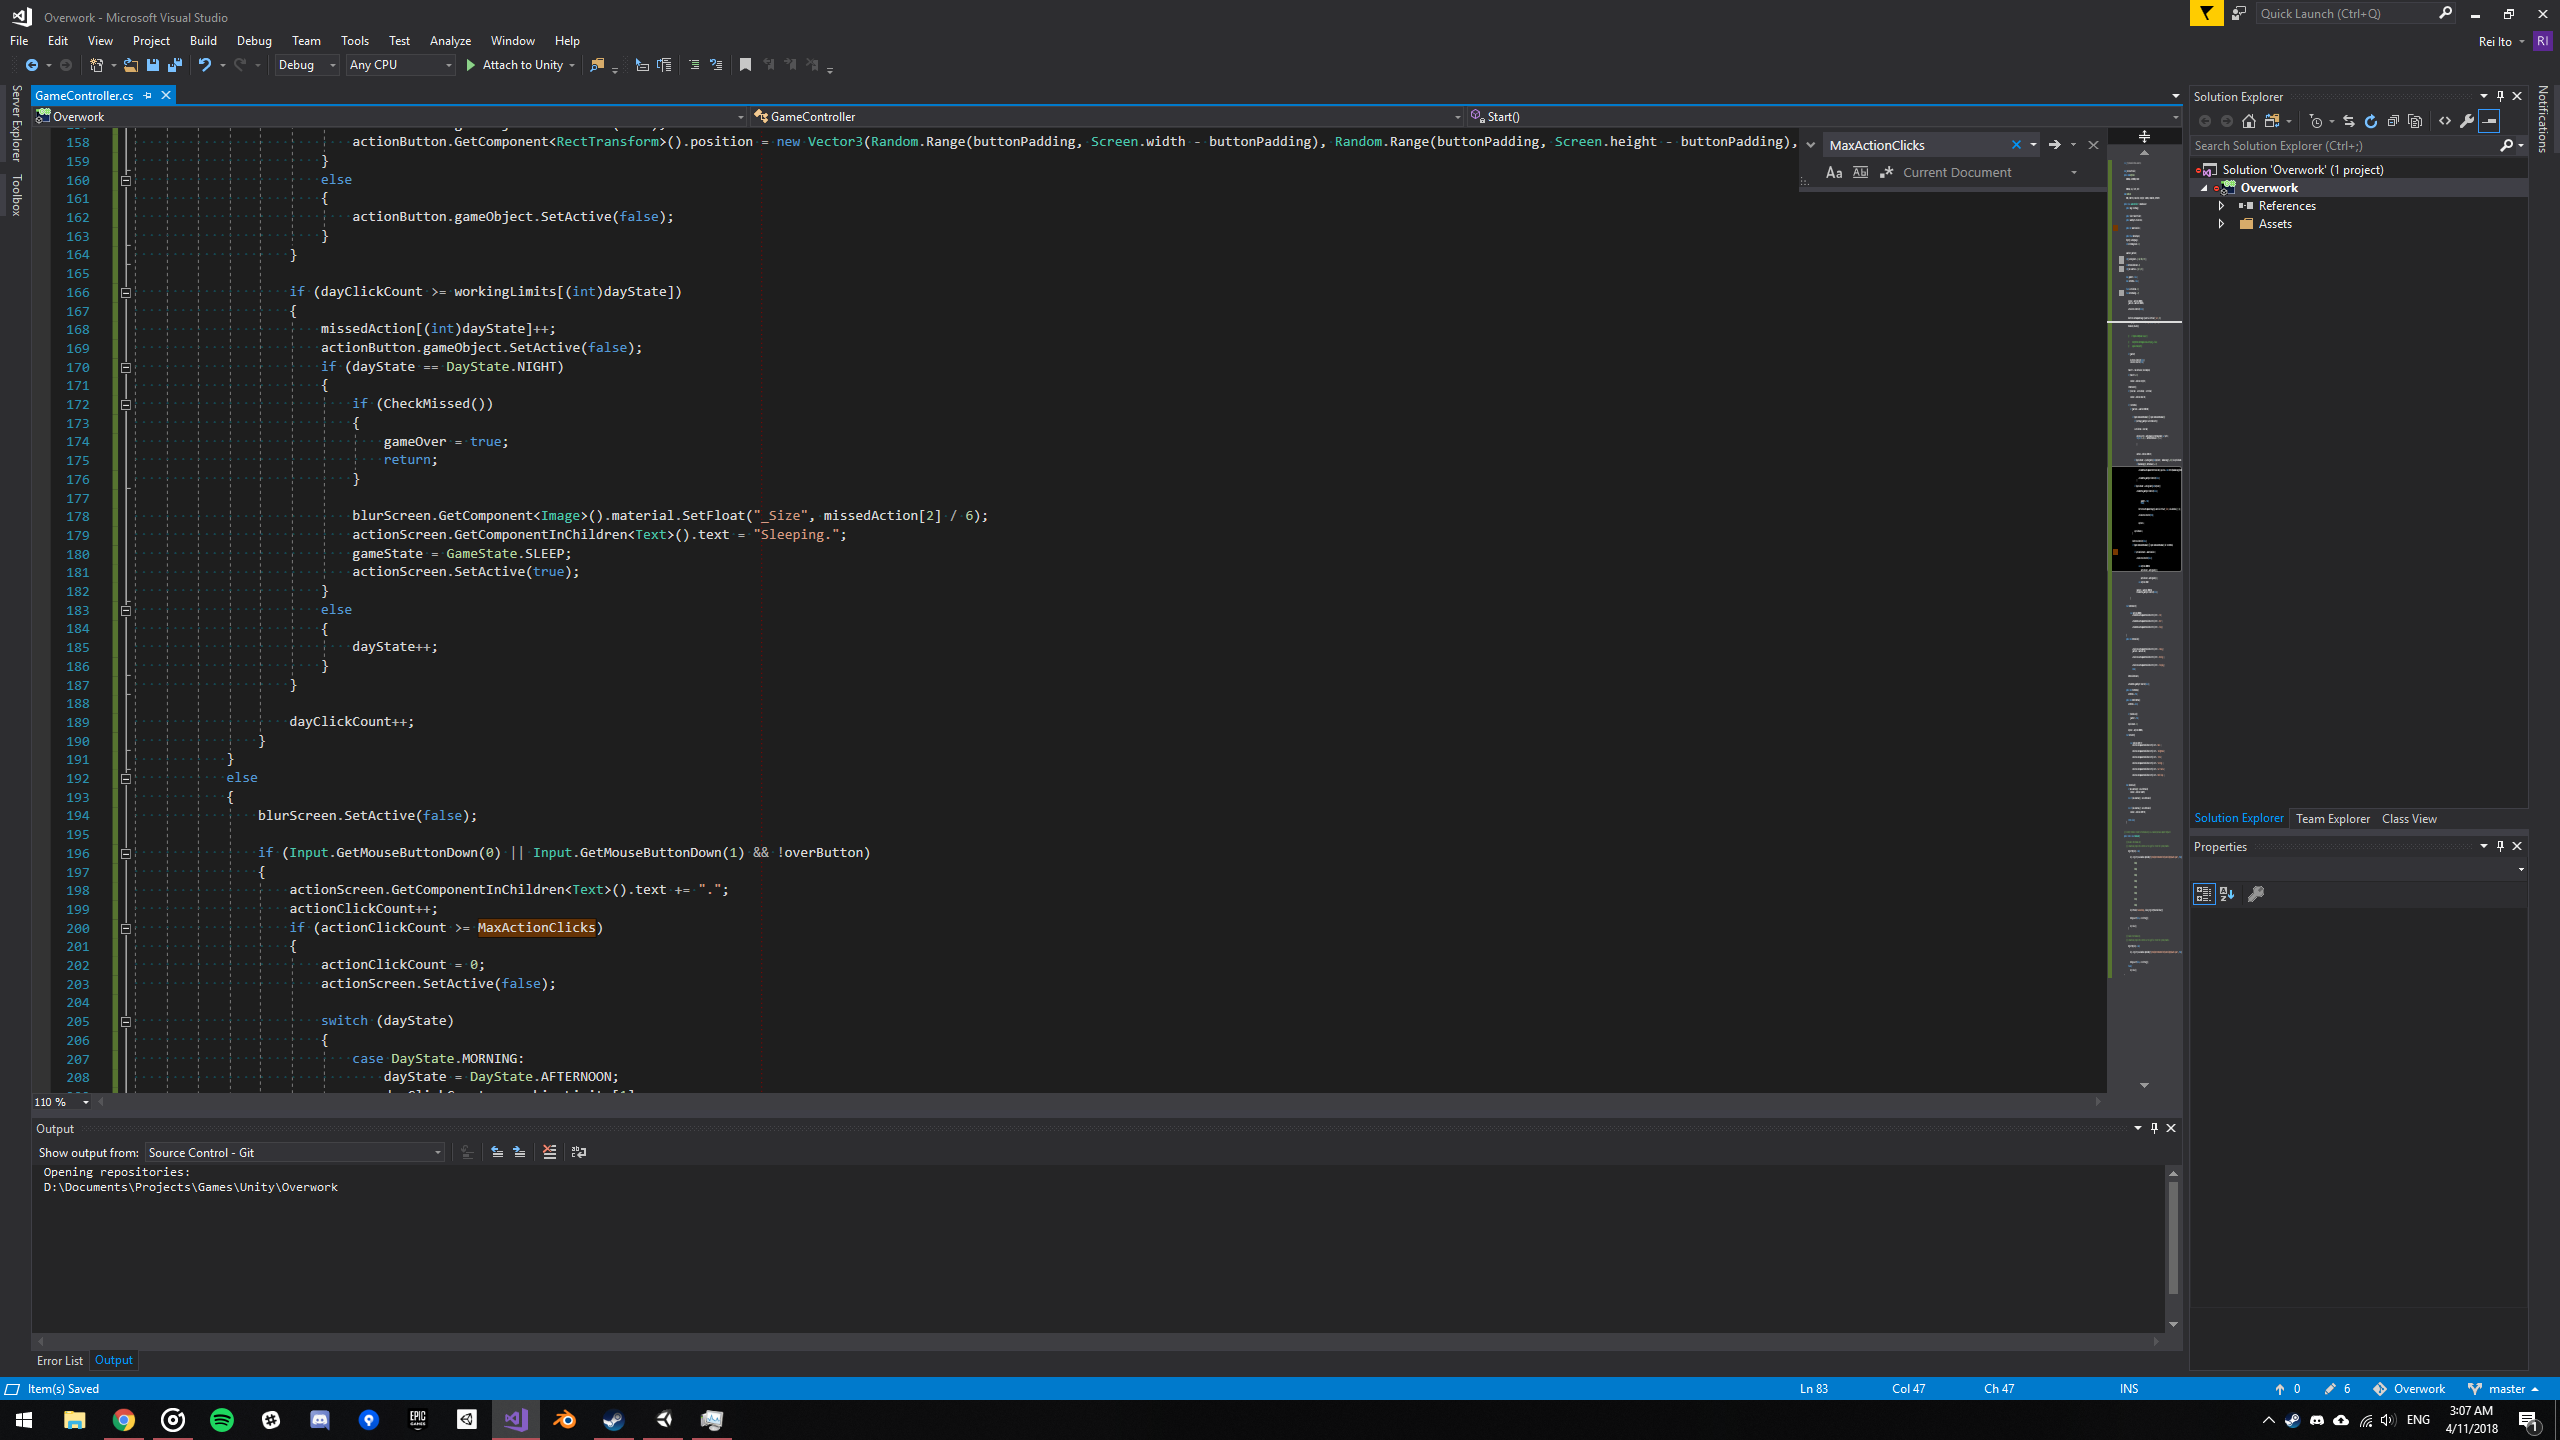 Overwork - Microsoft Visual Studio
Quick Launch (Ctrl+Q)
File Edit View Project Build Debug Team Tools Test Analyze Window Help
Rei Ito RI
Debug Any CPU Attach to Unity
Server Explorer
Toolbox
GameController.cs
Overwork GameController Start()
158 actionButton.GetComponent<RectTransform>().position = new Vector3(Random.Range(buttonPadding, Screen.width - buttonPadding), Random.Range(buttonPadding, Screen.height - buttonPadding),
159 }
160 else
161 {
162 actionButton.gameObject.SetActive(false);
163 }
164 }
165
166 if (dayClickCount >= workingLimits[(int)dayState])
167 {
168 missedAction[(int)dayState]++;
169 actionButton.gameObject.SetActive(false);
170 if (dayState == DayState.NIGHT)
171 {
172 if (CheckMissed())
173 {
174 gameOver = true;
175 return;
176 }
177
178 blurScreen.GetComponent<Image>().material.SetFloat("_Size", missedAction[2] / 6);
179 actionScreen.GetComponentInChildren<Text>().text = "Sleeping.";
180 gameState = GameState.SLEEP;
181 actionScreen.SetActive(true);
182 }
183 else
184 {
185 dayState++;
186 }
187 }
188
189 dayClickCount++;
190 }
191 }
192 else
193 {
194 blurScreen.SetActive(false);
195
196 if (Input.GetMouseButtonDown(0) || Input.GetMouseButtonDown(1) && !overButton)
197 {
198 actionScreen.GetComponentInChildren<Text>().text += ".";
199 actionClickCount++;
200 if (actionClickCount >= MaxActionClicks)
201 {
202 actionClickCount = 0;
203 actionScreen.SetActive(false);
204
205 switch (dayState)
206 {
207 case DayState.MORNING:
208 dayState = DayState.AFTERNOON;
MaxActionClicks
Aa Abl .* Current Document
110 %
Solution Explorer
Search Solution Explorer (Ctrl+;)
Solution 'Overwork' (1 project)
Overwork
References
Assets
Solution Explorer Team Explorer Class View
Properties
Notifications
Output
Show output from: Source Control - Git
Opening repositories:
D:\Documents\Projects\Games\Unity\Overwork
Error List Output
Item(s) Saved Ln 83 Col 47 Ch 47 INS 0 6 Overwork master
EPIC GAMES
ENG 3:07 AM
4/11/2018
1